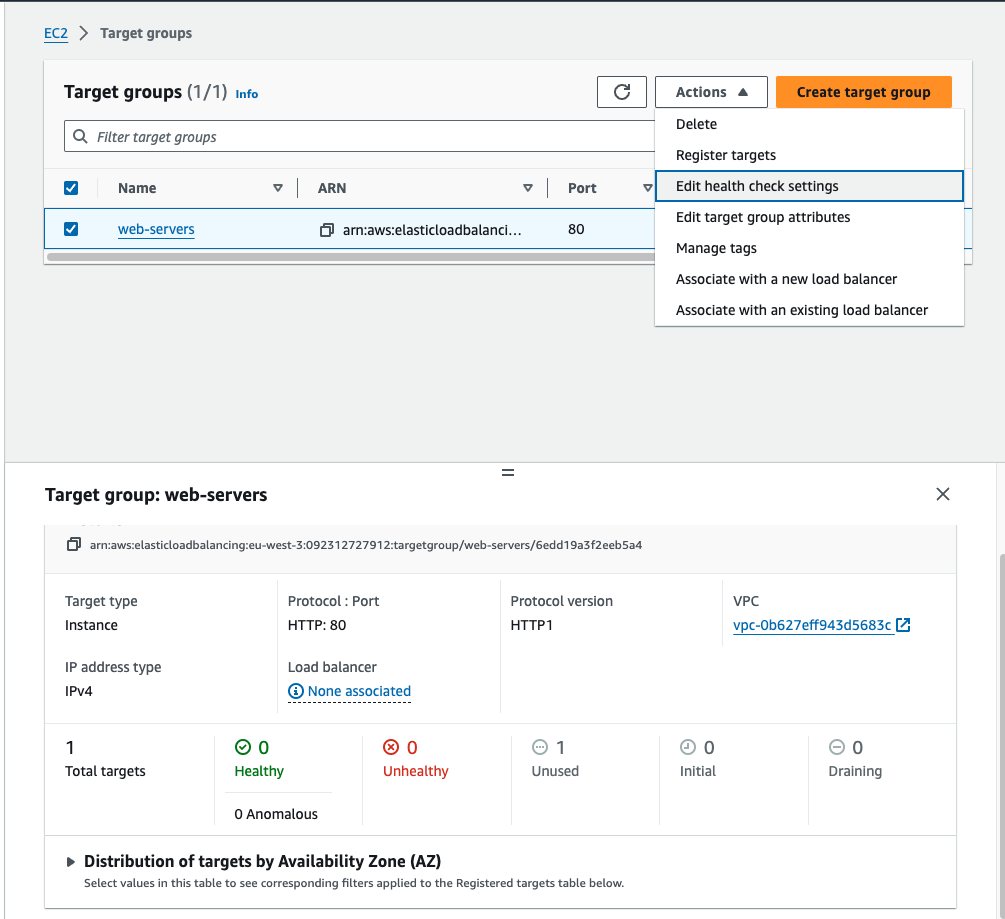 EC2 > Target groups
Target groups (1/1) Info
Actions
Create target group
Filter target groups
Delete
Register targets
Edit health check settings
Edit target group attributes
Manage tags
Associate with a new load balancer
Associate with an existing load balancer
Name ARN Port
web-servers arn:aws:elasticloadbalanci... 80
Target group: web-servers
arn:aws:elasticloadbalancing:eu-west-3:092312727912:targetgroup/web-servers/6edd19a3f2eeb5a4
Target type Protocol : Port Protocol version VPC
Instance HTTP: 80 HTTP1 vpc-0b627eff943d5683c
IP address type Load balancer
IPv4 None associated
1 0 0 1 0 0
Total targets Healthy Unhealthy Unused Initial Draining
0 Anomalous
Distribution of targets by Availability Zone (AZ)
Select values in this table to see corresponding filters applied to the Registered targets table below.